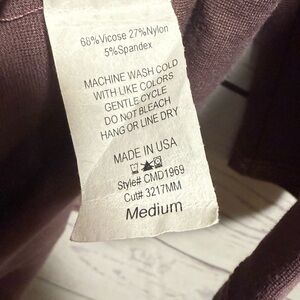 68%Vicose 27%Nylon
5%Spandex
MACHINE WASH COLD
WITH LIKE COLORS
GENTLE CYCLE
DO NOT BLEACH
HANG OR LINE DRY
MADE IN USA
Style# CMD1969
Cut# 3217MM
Medium